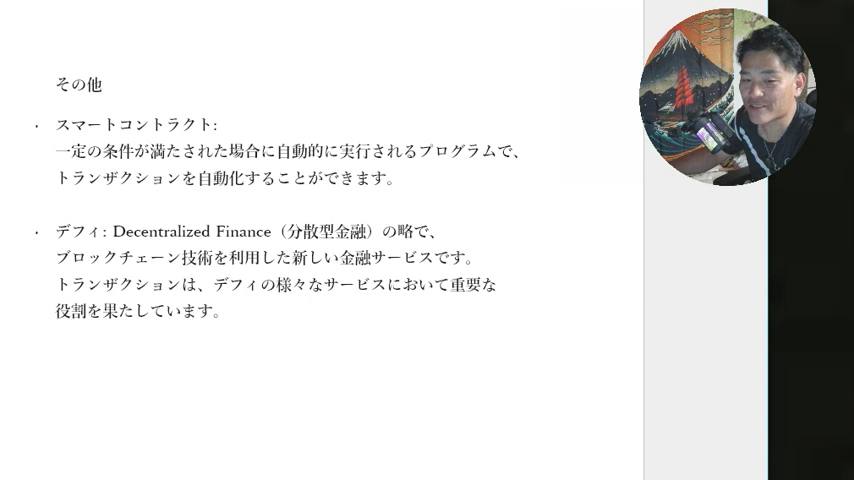 その他
・ スマートコントラクト:
一定の条件が満たされた場合に自動的に実行されるプログラムで、
トランザクションを自動化することができます。
・ デフィ: Decentralized Finance（分散型金融）の略で、
ブロックチェーン技術を利用した新しい金融サービスです。
トランザクションは、デフィの様々なサービスにおいて重要な
役割を果たしています。